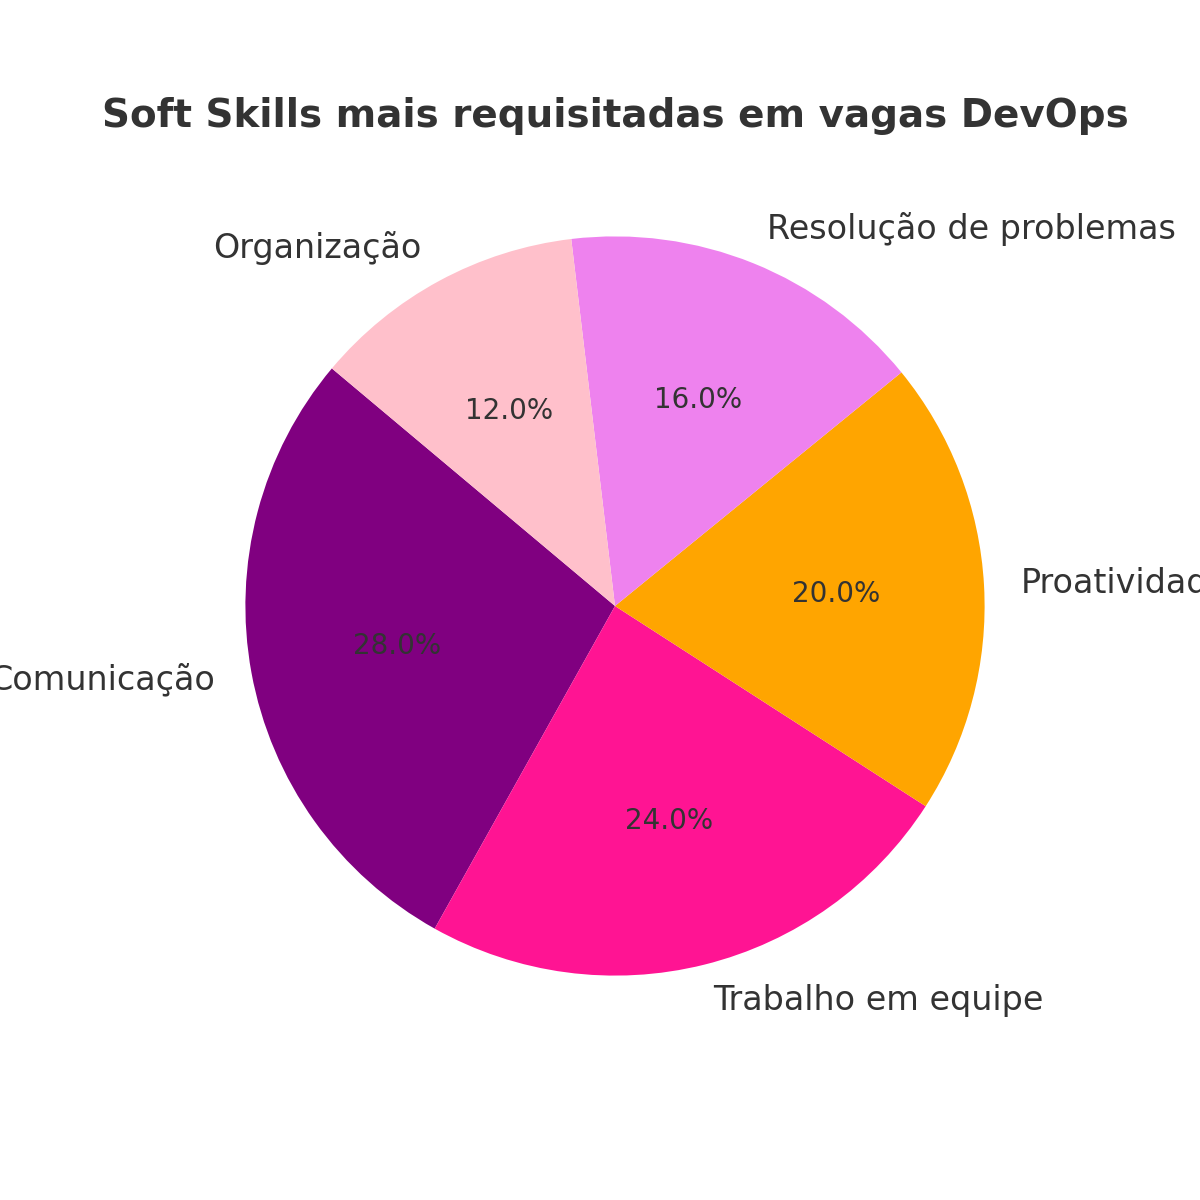 Soft Skills mais requisitadas em vagas DevOps
Resolução de problemas
Organização
16.0%
12.0%
Proatividad
20.0%
28.0%
Comunicação
24.0%
Trabalho em equipe